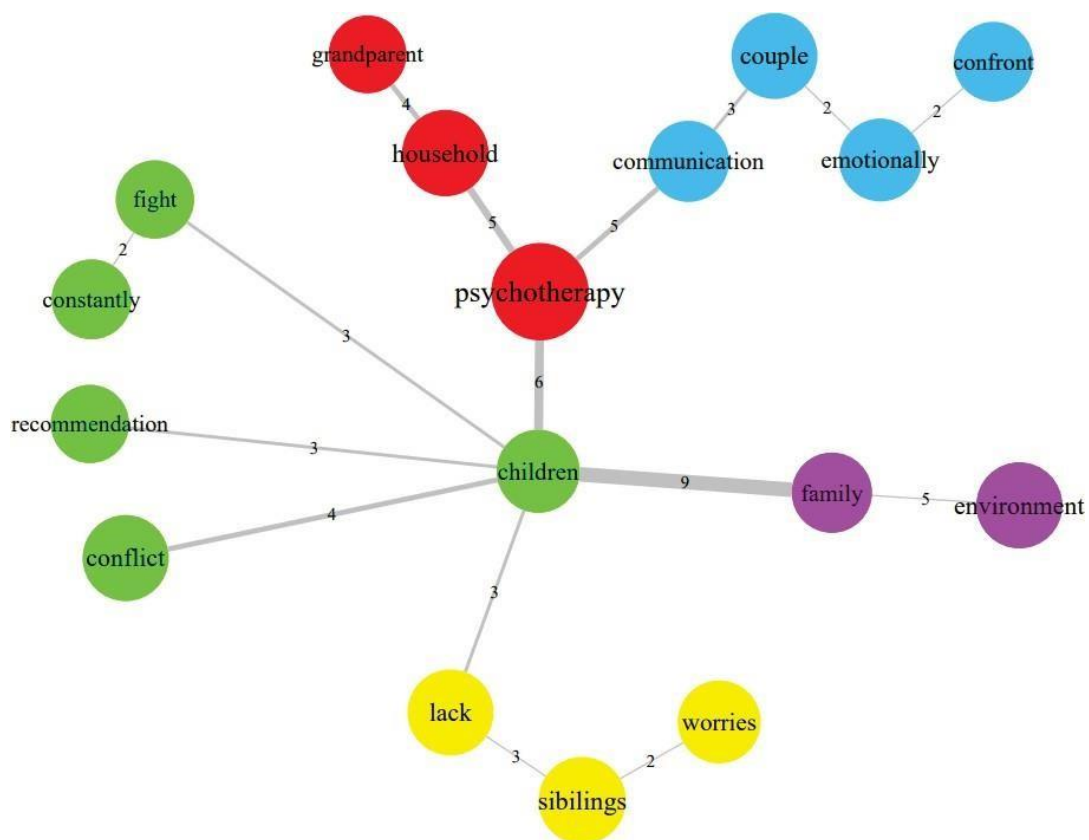 grandparent
couple
confront
4
3
2
2
household
communication
emotionally
fight
5
5
2
psychotherapy
constantly
3
6
recommendation
3
children
9
family
5
environment
4
conflict
3
lack
worries
3
2
sibilings